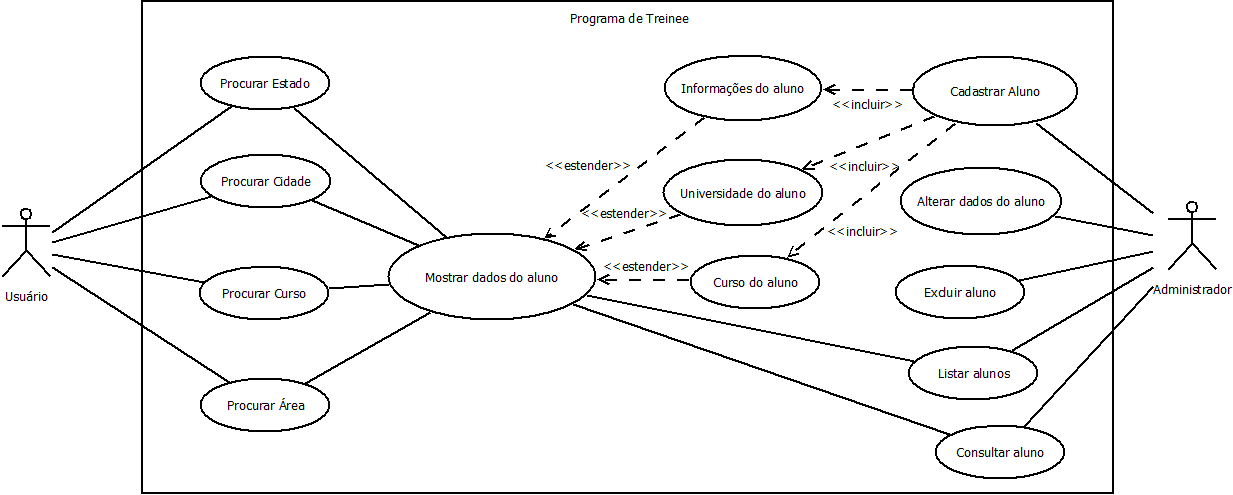 Programa de Treinee
Procurar Estado
Informações do aluno
Cadastrar Aluno
<<incluir>>
<<estender>>
<<incluir>>
Procurar Cidade
Universidade do aluno
Alterar dados do aluno
<<estender>>
<<incluir>>
<<estender>>
Mostrar dados do aluno
Curso do aluno
Usuário
Procurar Curso
Excluir aluno
Administrador
Listar alunos
Procurar Área
Consultar aluno